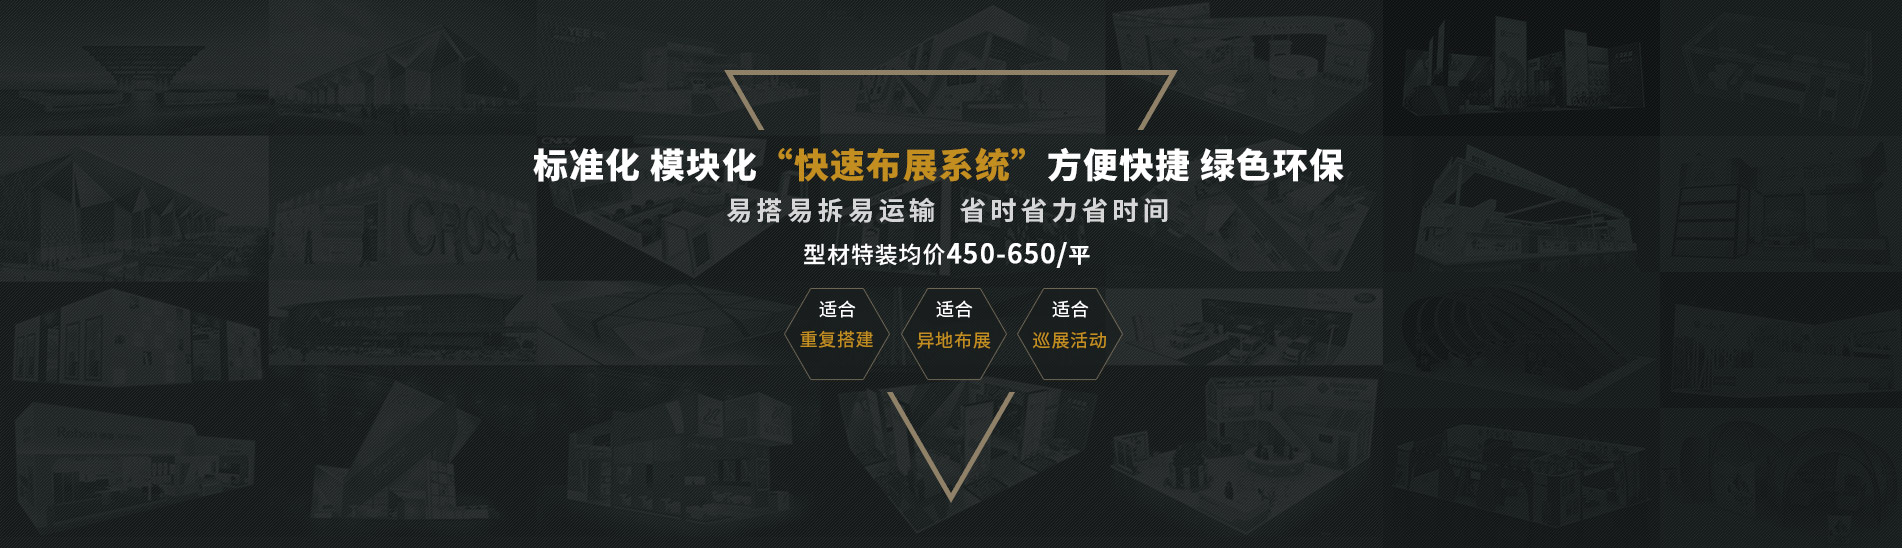 标准化 模块化“快速布展系统”方便快捷 绿色环保
易搭易拆易运输 省时省力省时间
型材特装均价450-650/平
适合
重复搭建
适合
异地布展
适合
巡展活动